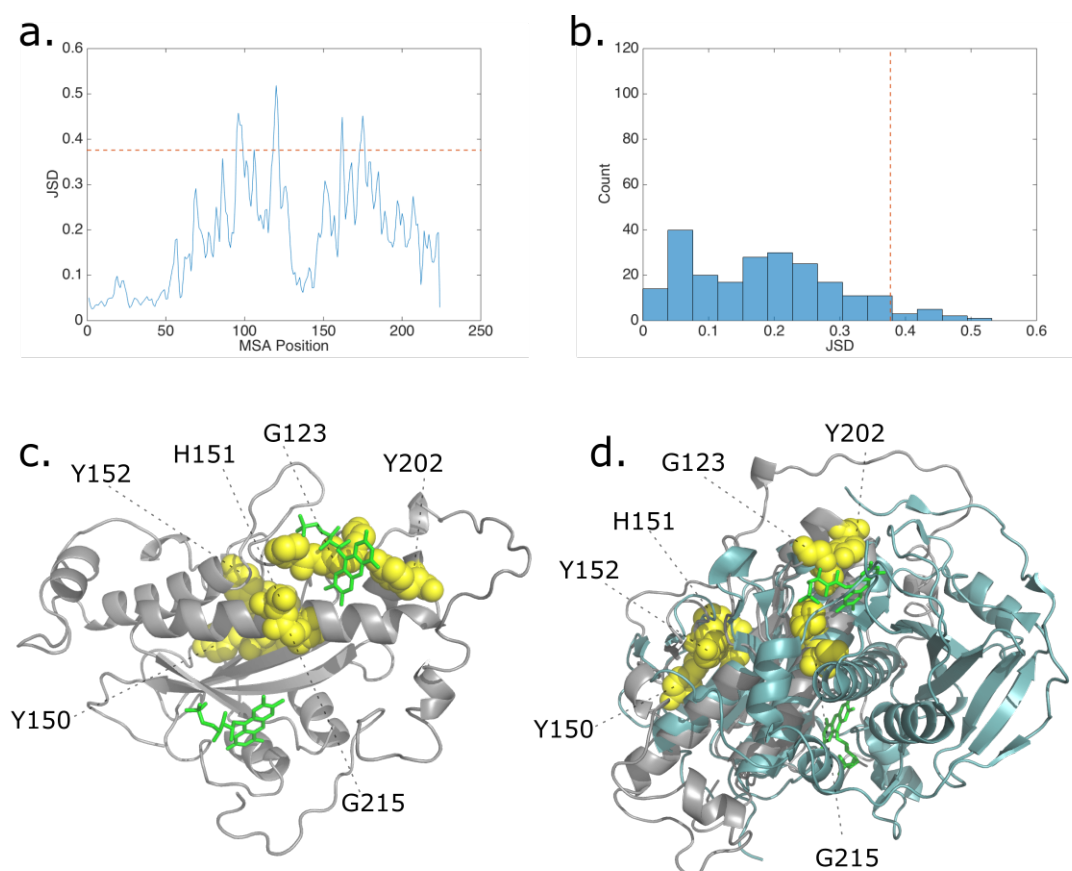 a.
0.6
0.5
0.4
0.3
0.2
0.1
0
JSD
0 50 100 150 200 250
MSA Position
b.
120
100
80
60
40
20
0
Count
0 0.1 0.2 0.3 0.4 0.5 0.6
JSD
c.
G123
H151
Y202
Y152
Y150
G215
d.
Y202
G123
H151
Y152
Y150
G215